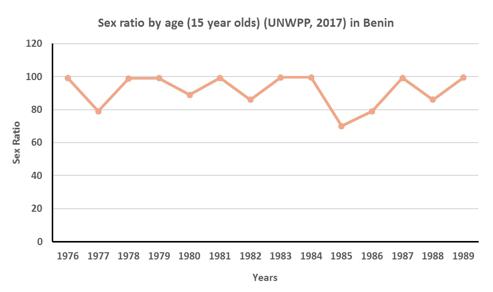 Sex ratio by age (15 year olds) (UNWPP, 2017) in Benin
120
100
80
60
40
20
0
Sex Ratio
1976 1977 1978 1979 1980 1981 1982 1983 1984 1985 1986 1987 1988 1989
Years